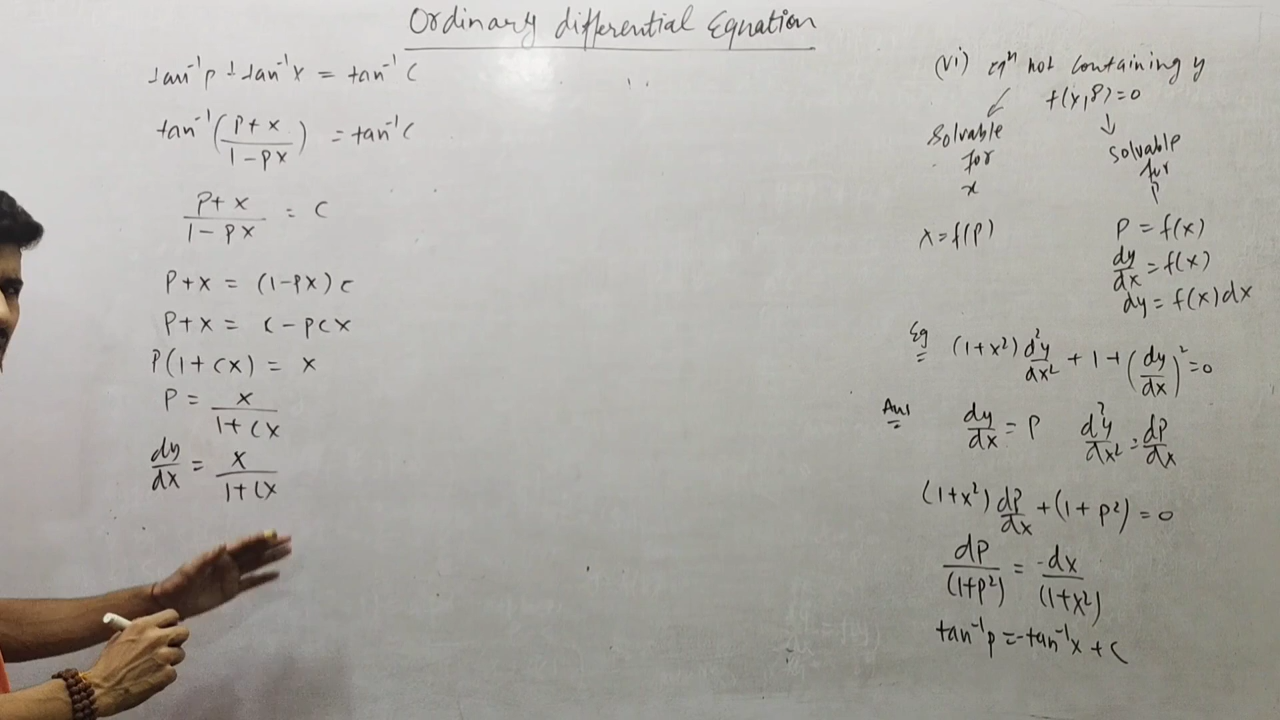 Ordinary differential Equation
tan⁻¹p + tan⁻¹x = tan⁻¹ C
tan⁻¹((p+x)/(1-px)) = tan⁻¹C
(p+x)/(1-px) = C
P+x = (1-px) c
P+x = c-pcx
P(1+cx) = x
P = x/(1+cx)
dy/dx = x/(1+cx)
(vi) eqⁿ not containing y
f(x,p)=0
Solvable for x
x=f(p)
Solvable for p
P = f(x)
dy/dx = f(x)
dy = f(x)dx
Eg (1+x²) d²y/dx² + 1+(dy/dx)² =0
Ans dy/dx = P d²y/dx² = dP/dx
(1+x²) dP/dx +(1+p²) =0
dP/(1+p²) = -dx/(1+x²)
tan⁻¹p =-tan⁻¹x + C